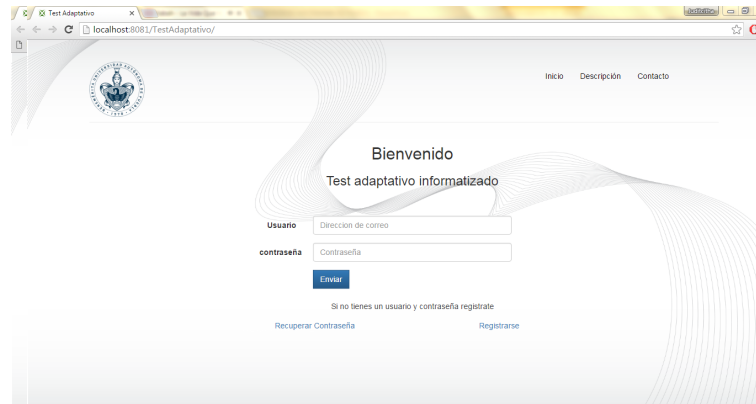 Test Adaptativo
localhost:8081/TestAdaptativo/
Inicio Descripción Contacto
Bienvenido
Test adaptativo informatizado
Usuario Direccion de correo
contraseña Contraseña
Enviar
Si no tienes un usuario y contraseña registrate
Recuperar Contraseña Registrarse